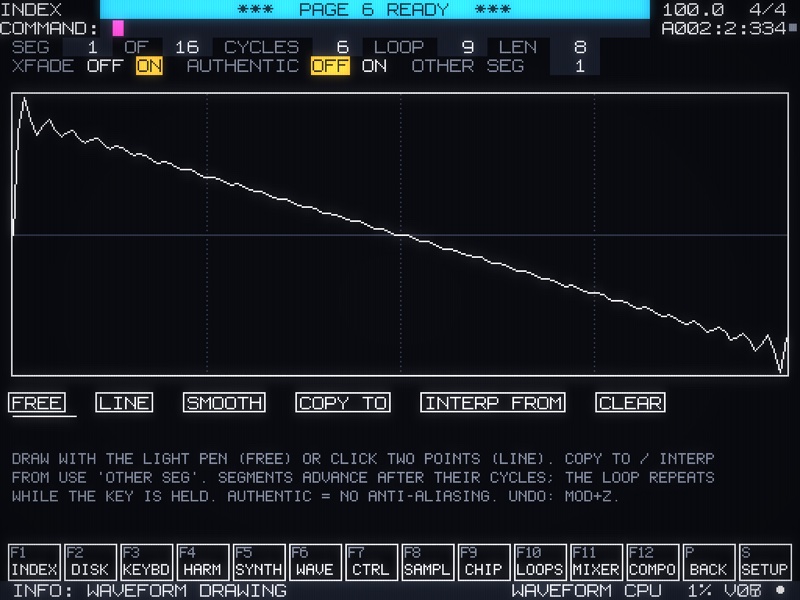 INDEX *** PAGE 6 READY *** 100.0 4/4
COMMAND: A002:2:334
SEG 1 OF 16 CYCLES 6 LOOP 9 LEN 8
XFADE OFF ON AUTHENTIC OFF ON OTHER SEG 1
FREE LINE SMOOTH COPY TO INTERP FROM CLEAR
DRAW WITH THE LIGHT PEN (FREE) OR CLICK TWO POINTS (LINE). COPY TO / INTERP
FROM USE 'OTHER SEG'. SEGMENTS ADVANCE AFTER THEIR CYCLES; THE LOOP REPEATS
WHILE THE KEY IS HELD. AUTHENTIC = NO ANTI-ALIASING. UNDO: MOD+Z.
F1 F2 F3 F4 F5 F6 F7 F8 F9 F10 F11 F12 P S
INDEX DISK KEYBD HARM SYNTH WAVE CTRL SAMPL CHIP LOOPS MIXER COMPO BACK SETUP
INFO: WAVEFORM DRAWING WAVEFORM CPU 1%